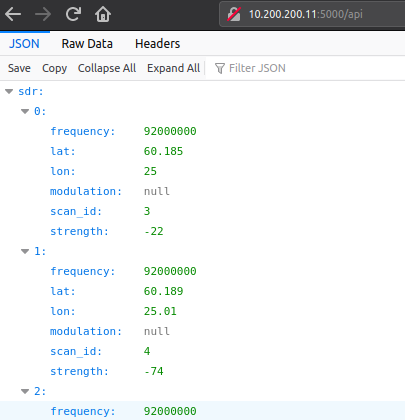 10.200.200.11:5000/api
JSON Raw Data Headers
Save Copy Collapse All Expand All Filter JSON
sdr:
0:
frequency: 92000000
lat: 60.185
lon: 25
modulation: null
scan_id: 3
strength: -22
1:
frequency: 92000000
lat: 60.189
lon: 25.01
modulation: null
scan_id: 4
strength: -74
2:
frequency: 92000000